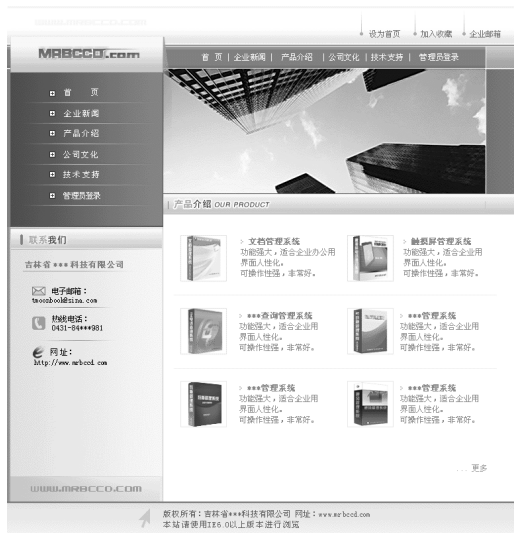 设为首页 加入收藏 企业邮箱
MRBCCD.com
首 页 | 企业新闻 | 产品介绍 | 公司文化 | 技术支持 | 管理员登录
首 页
企业新闻
产品介绍
公司文化
技术支持
管理员登录
产品介绍 OUR PRODUCT
联系我们
吉林省***科技有限公司
电子邮箱：
tmoonbook@sina.com
热线电话：
0431-84***981
网址：
http://www.mrbccd.com
文档管理系统
功能强大，适合企业办公用
界面人性化。
可操作性强，非常好。
触摸屏管理系统
功能强大，适合企业用
界面人性化。
可操作性强，非常好。
***查询管理系统
功能强大，适合企业用
界面人性化。
可操作性强，非常好。
***管理系统
功能强大，适合企业用
界面人性化。
可操作性强，非常好。
***管理系统
功能强大，适合企业用
界面人性化。
可操作性强，非常好。
***管理系统
功能强大，适合企业用
界面人性化。
可操作性强，非常好。
... 更多
WWW.MRBCCD.COM
版权所有：吉林省***科技有限公司 网址：www.mrbccd.com
本站请使用IE6.0以上版本进行浏览